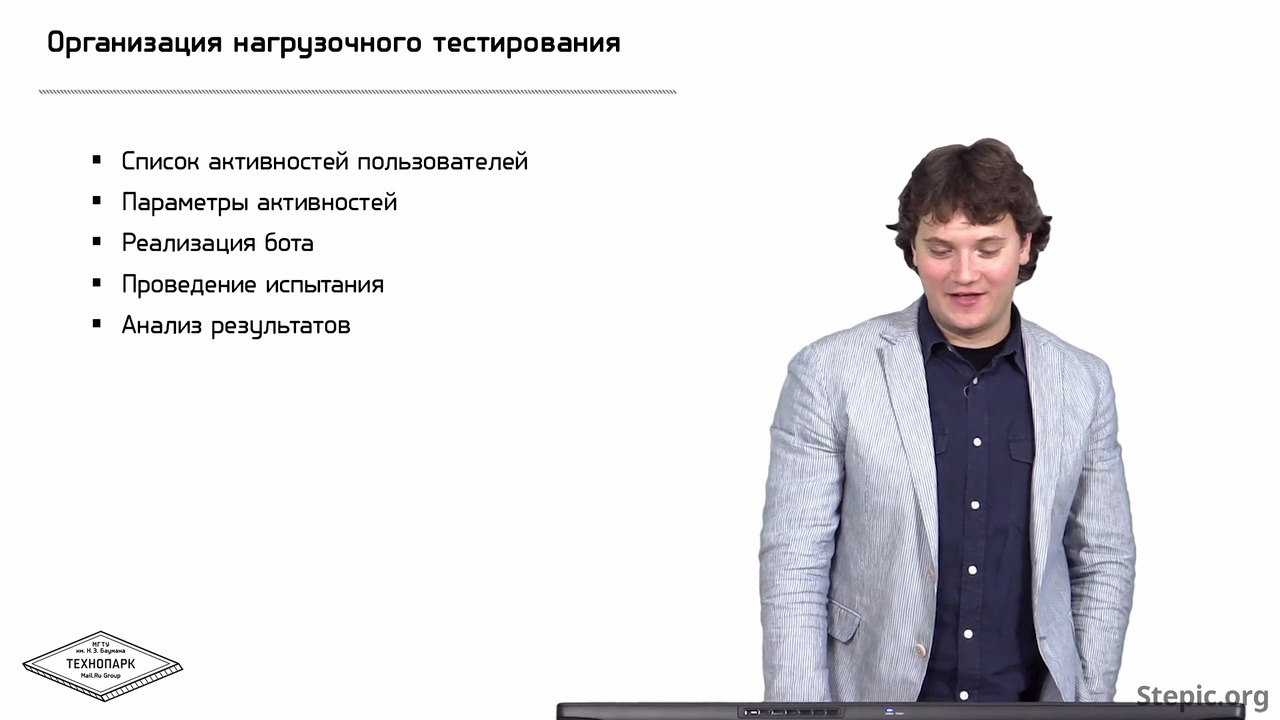 Организация нагрузочного тестирования
Список активностей пользователей
Параметры активностей
Реализация бота
Проведение испытания
Анализ результатов
МГТУ
им. Н.Э. Баумана
ТЕХНОПАРК
Mail.Ru Group
Stepic.org